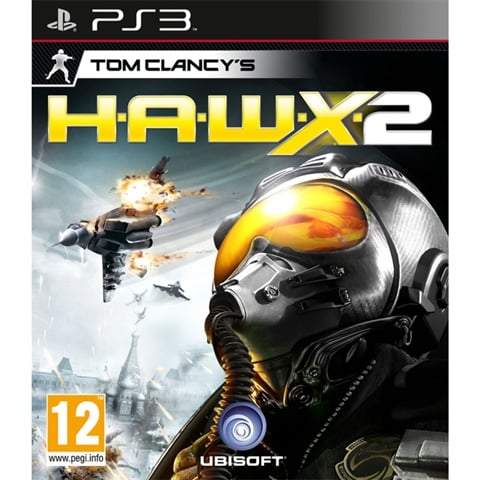 PS3
TOM CLANCY'S
H·A·W·X·2
12
www.pegi.info
UBISOFT